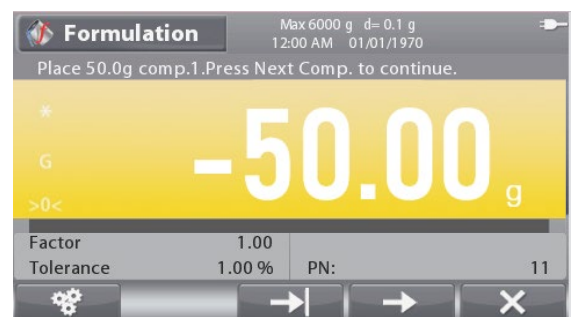 Formulation
Max 6000 g  d= 0.1 g
12:00 AM  01/01/1970
Place 50.0g comp.1.Press Next Comp. to continue.
*
G
>0<
-50.00 g
Factor 1.00
Tolerance 1.00 % PN: 11